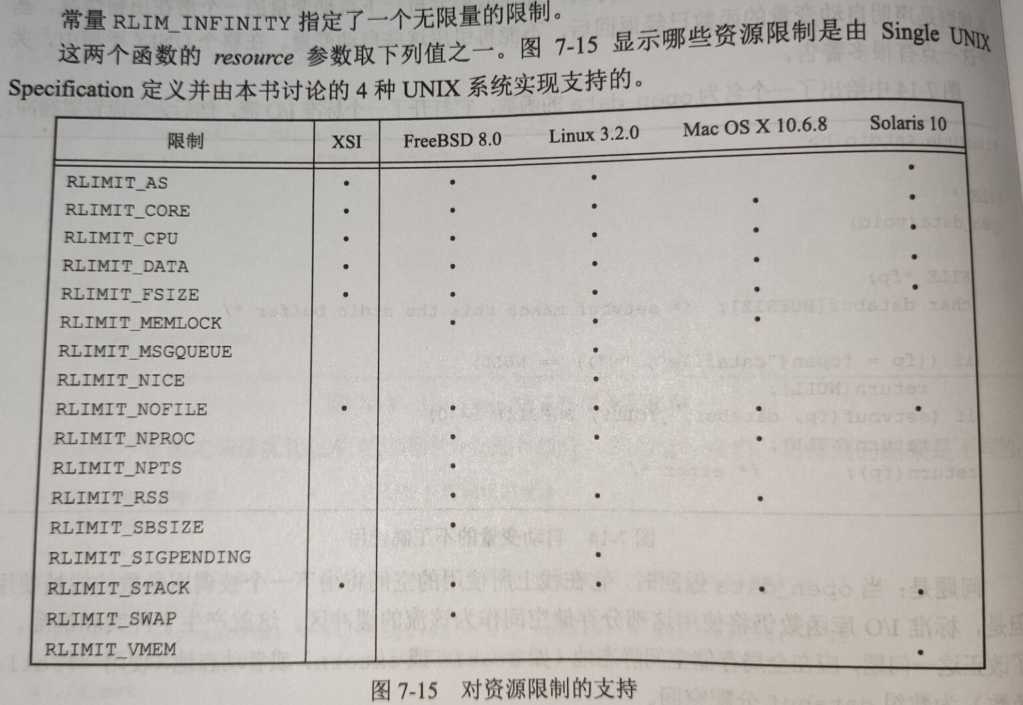 常量 RLIM_INFINITY 指定了一个无限量的限制。
这两个函数的 resource 参数取下列值之一。图 7-15 显示哪些资源限制是由 Single UNIX
Specification 定义并由本书讨论的 4 种 UNIX 系统实现支持的。
限制 XSI FreeBSD 8.0 Linux 3.2.0 Mac OS X 10.6.8 Solaris 10
RLIMIT_AS • • • •
RLIMIT_CORE • • • • •
RLIMIT_CPU • • • • •
RLIMIT_DATA • • • • •
RLIMIT_FSIZE • • • • •
RLIMIT_MEMLOCK • • •
RLIMIT_MSGQUEUE •
RLIMIT_NICE •
RLIMIT_NOFILE • • • • •
RLIMIT_NPROC • • •
RLIMIT_NPTS •
RLIMIT_RSS • • •
RLIMIT_SBSIZE •
RLIMIT_SIGPENDING •
RLIMIT_STACK • • • • •
RLIMIT_SWAP •
RLIMIT_VMEM •
图 7-15 对资源限制的支持